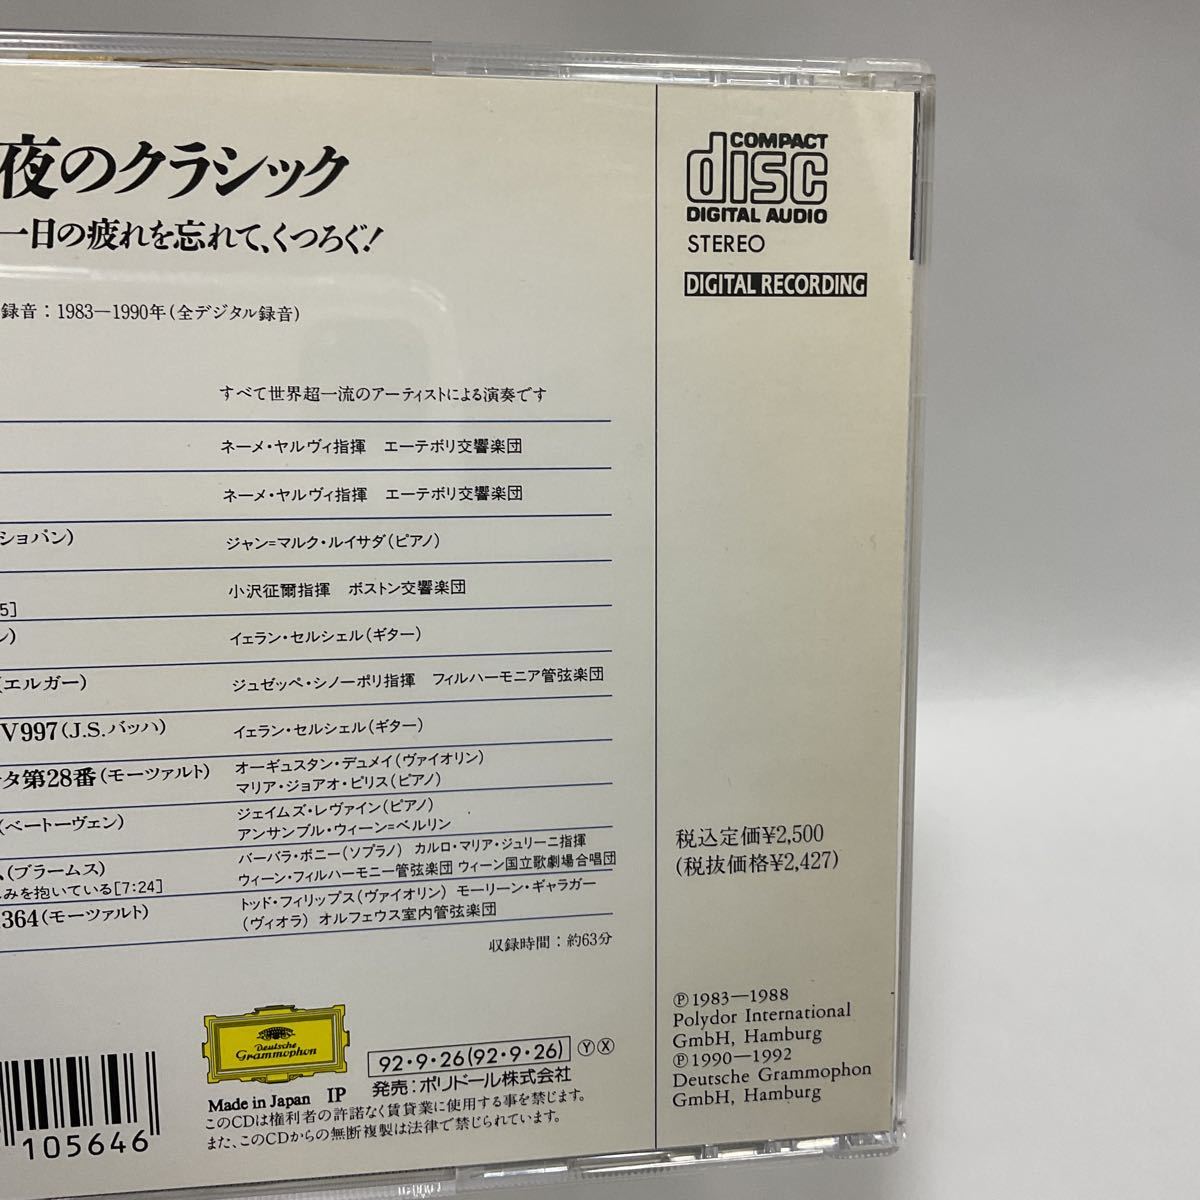 夜のクラシック
一日の疲れを忘れて、くつろぐ!
録音：1983—1990年(全デジタル録音)
すべて世界超一流のアーティストによる演奏です
ネーメ・ヤルヴィ指揮 エーテボリ交響楽団
ネーメ・ヤルヴィ指揮 エーテボリ交響楽団
ショパン) ジャン=マルク・ルイサダ(ピアノ)
小沢征爾指揮 ボストン交響楽団
5]
ン) イェラン・セルシェル(ギター)
(エルガー) ジュゼッペ・シノーポリ指揮 フィルハーモニア管弦楽団
V997(J.S.バッハ) イェラン・セルシェル(ギター)
タ第28番(モーツァルト) オーギュスタン・デュメイ(ヴァイオリン)
マリア・ジョアオ・ピリス(ピアノ)
(ベートーヴェン) ジェイムズ・レヴァイン(ピアノ)
アンサンブル・ウィーン=ベルリン
(ブラームス) バーバラ・ボニー(ソプラノ) カルロ・マリア・ジュリーニ指揮
みを抱いている[7:24] ウィーン・フィルハーモニー管弦楽団 ウィーン国立歌劇場合唱団
364(モーツァルト) トッド・フィリップス(ヴァイオリン) モーリーン・ギャラガー
(ヴィオラ) オルフェウス室内管弦楽団
収録時間：約63分
COMPACT
disc
DIGITAL AUDIO
STEREO
DIGITAL RECORDING
税込定価¥2,500
(税抜価格¥2,427)
Ⓟ1983—1988
Polydor International
GmbH, Hamburg
Ⓟ1990—1992
Deutsche Grammophon
GmbH, Hamburg
105646
Deutsche
Grammophon
Made in Japan IP
92・9・26(92・9・26) ⓎⓍ
発売：ポリドール株式会社
このCDは権利者の許諾なく賃貸業に使用する事を禁じます。
また、このCDからの無断複製は法律で禁じられています。